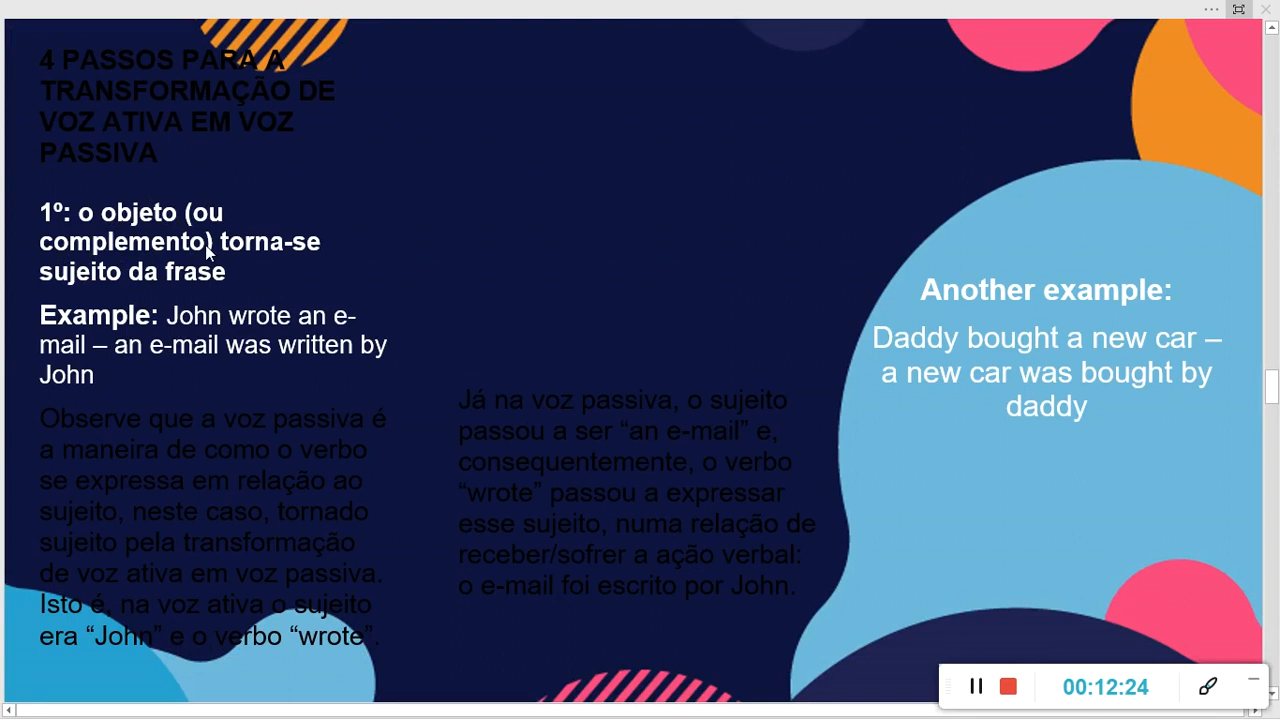 4 PASSOS PARA A
TRANSFORMAÇÃO DE
VOZ ATIVA EM VOZ
PASSIVA
1º: o objeto (ou
complemento) torna-se
sujeito da frase
Example: John wrote an e-
mail – an e-mail was written by
John
Observe que a voz passiva é
a maneira de como o verbo
se expressa em relação ao
sujeito, neste caso, tornado
sujeito pela transformação
de voz ativa em voz passiva.
Isto é, na voz ativa o sujeito
era “John” e o verbo “wrote”.
Já na voz passiva, o sujeito
passou a ser “an e-mail” e,
consequentemente, o verbo
“wrote” passou a expressar
esse sujeito, numa relação de
receber/sofrer a ação verbal:
o e-mail foi escrito por John.
Another example:
Daddy bought a new car –
a new car was bought by
daddy
00:12:24